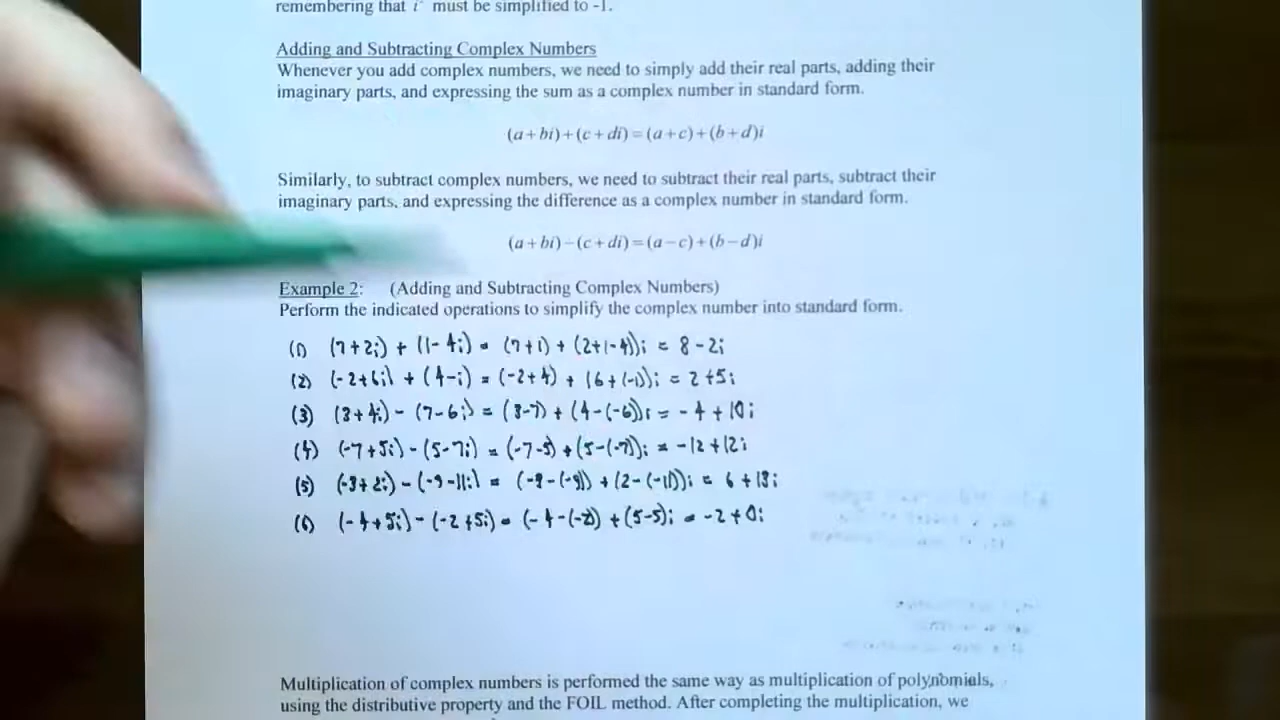 remembering that i² must be simplified to -1.
Adding and Subtracting Complex Numbers
Whenever you add complex numbers, we need to simply add their real parts, adding their
imaginary parts, and expressing the sum as a complex number in standard form.
(a+bi)+(c+di)=(a+c)+(b+d)i
Similarly, to subtract complex numbers, we need to subtract their real parts, subtract their
imaginary parts, and expressing the difference as a complex number in standard form.
(a+bi)−(c+di)=(a−c)+(b−d)i
Example 2: (Adding and Subtracting Complex Numbers)
Perform the indicated operations to simplify the complex number into standard form.
(1) (7+2i) + (1-4i) = (7+1) + (2+(-4))i = 8-2i
(2) (-2+6i) + (4-i) = (-2+4) + (6+(-1))i = 2+5i
(3) (3+4i) - (7-6i) = (3-7) + (4-(-6))i = -4+10i
(4) (-7+5i) - (5-7i) = (-7-5) + (5-(-7))i = -12+12i
(5) (-3+2i) - (-9-11i) = (-3-(-9)) + (2-(-11))i = 6+13i
(6) (-4+5i) - (-2+5i) = (-4-(-2)) + (5-5)i = -2+0i
Multiplication of complex numbers is performed the same way as multiplication of polynomials,
using the distributive property and the FOIL method. After completing the multiplication, we